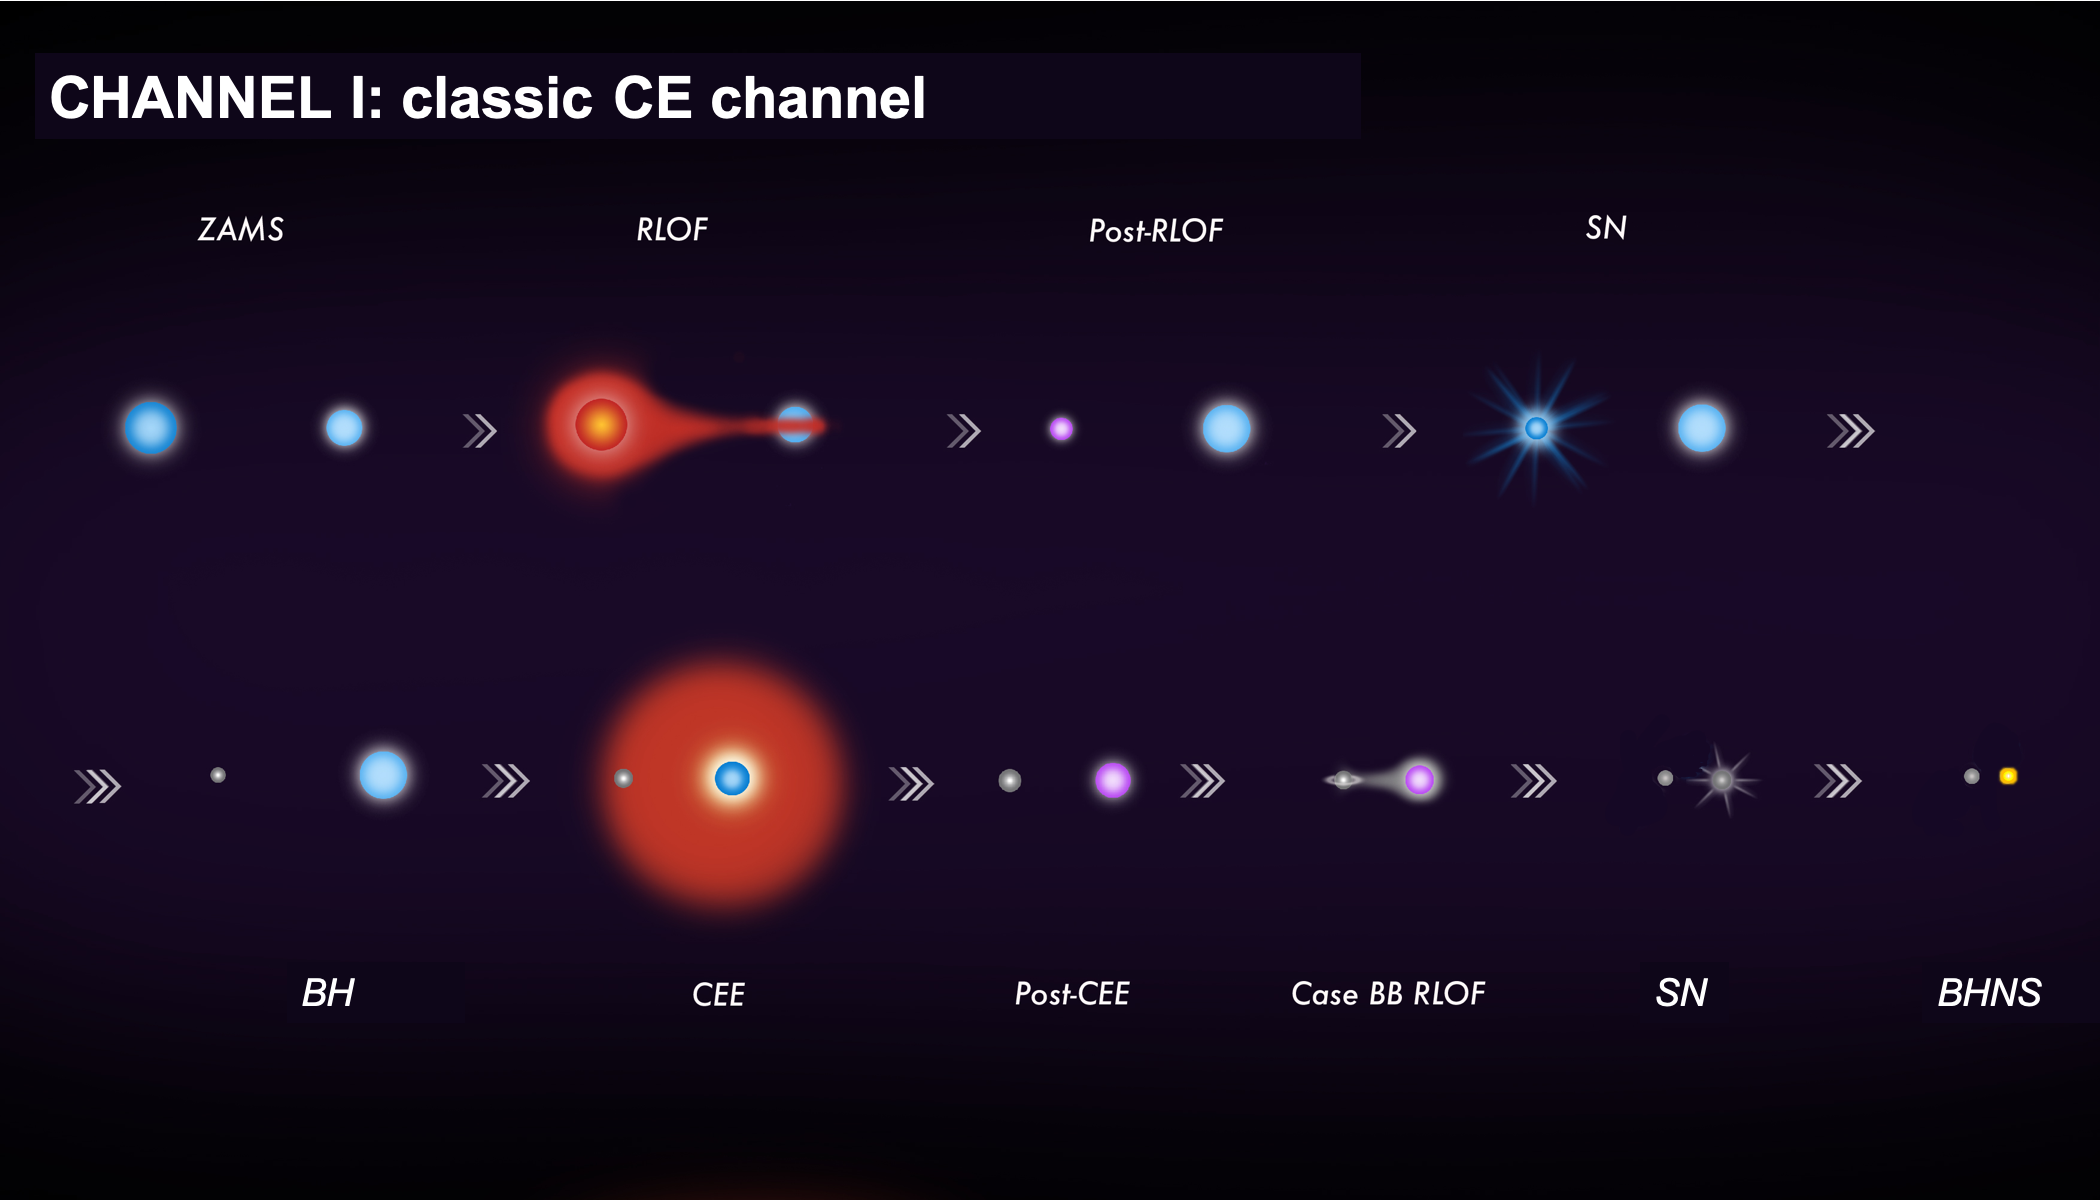 CHANNEL I: classic CE channel
ZAMS
RLOF
Post-RLOF
SN
BH
CEE
Post-CEE
Case BB RLOF
SN
BHNS